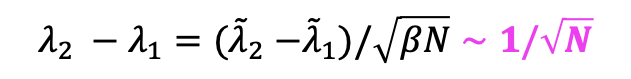 λ₂ − λ₁ = (λ̃₂ −λ̃₁)/√(βN) ~ 1/√N